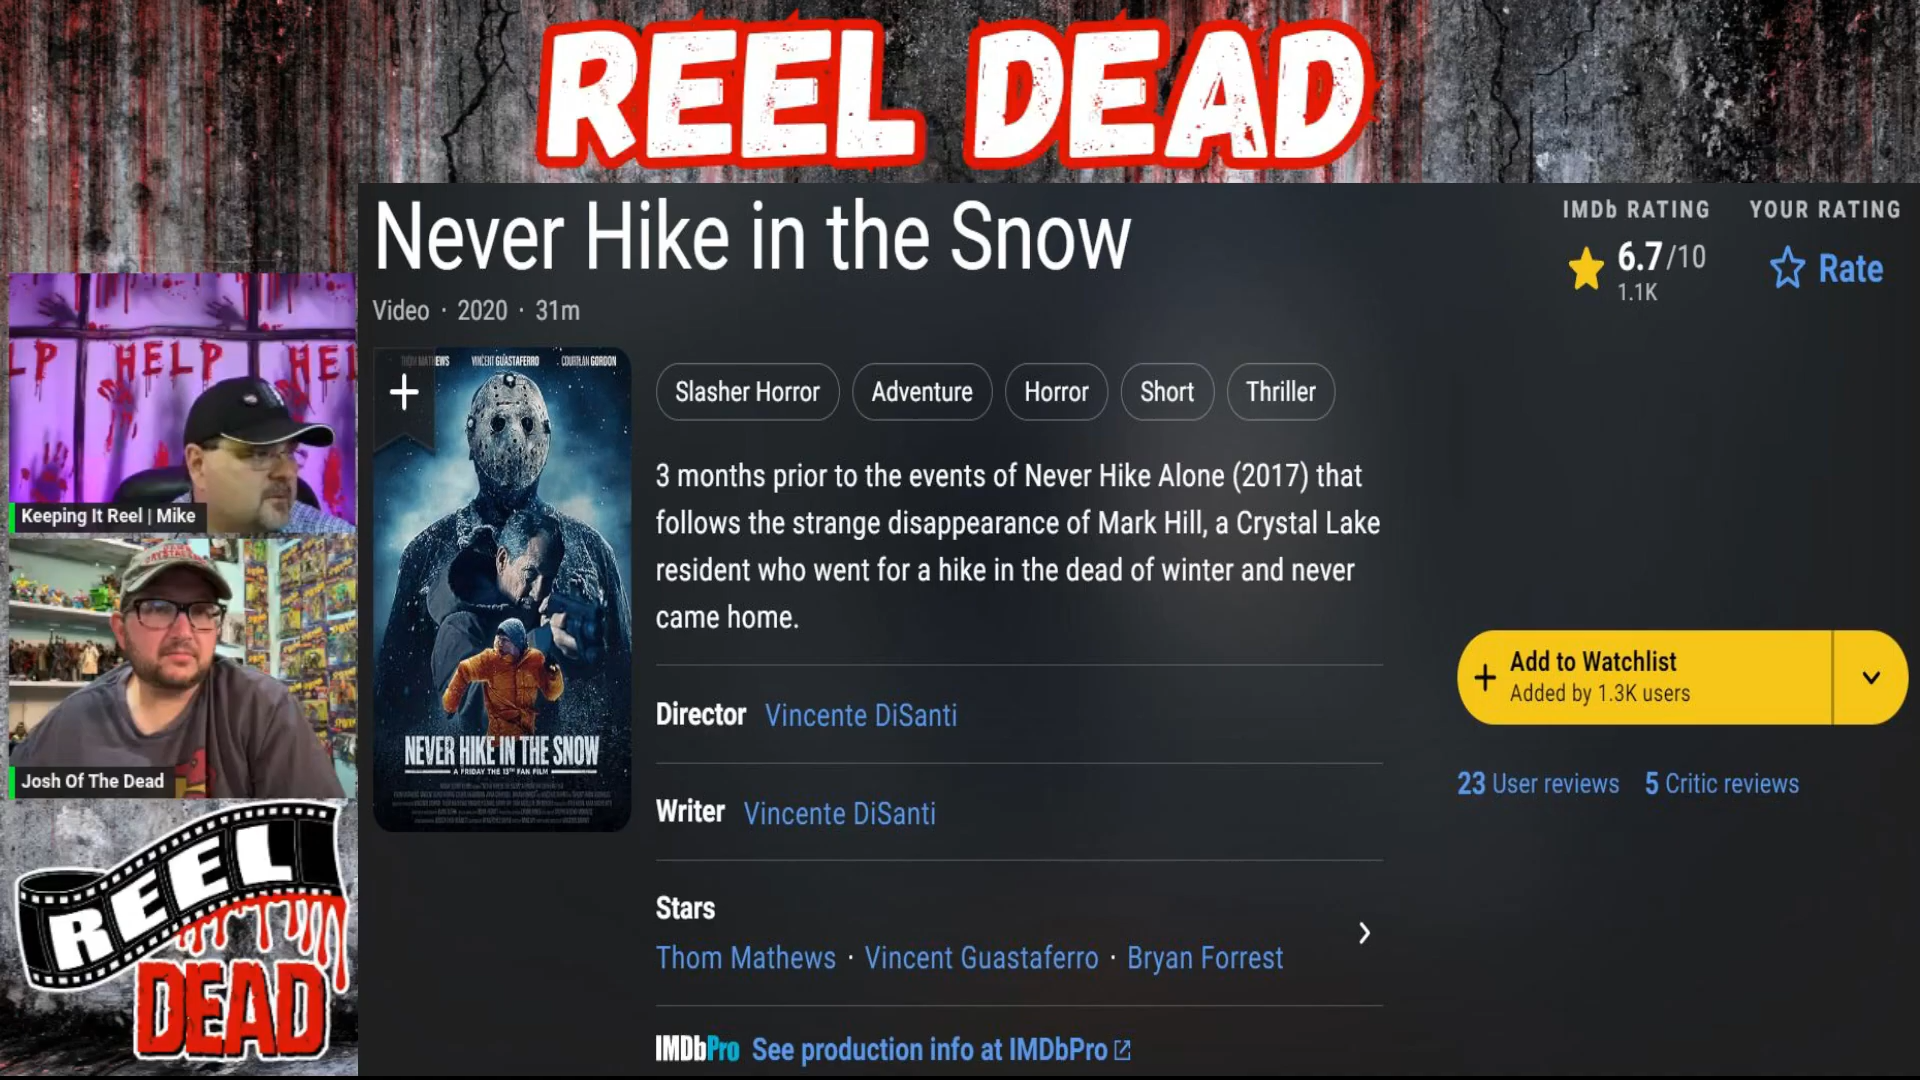 REEL DEAD
Never Hike in the Snow
IMDb RATING
YOUR RATING
6.7/10
1.1K
Rate
Video · 2020 · 31m
LP HELP HEL
Keeping It Reel | Mike
Josh Of The Dead
REEL
DEAD
THOM MATHEWS VINCENT GUASTAFERRO COURTLAN GORDON
NEVER HIKE IN THE SNOW
A FRIDAY THE 13TH FAN FILM
Slasher Horror
Adventure
Horror
Short
Thriller
3 months prior to the events of Never Hike Alone (2017) that
follows the strange disappearance of Mark Hill, a Crystal Lake
resident who went for a hike in the dead of winter and never
came home.
Director Vincente DiSanti
Writer Vincente DiSanti
Stars
Thom Mathews · Vincent Guastaferro · Bryan Forrest
IMDbPro See production info at IMDbPro
+ Add to Watchlist
Added by 1.3K users
23 User reviews 5 Critic reviews